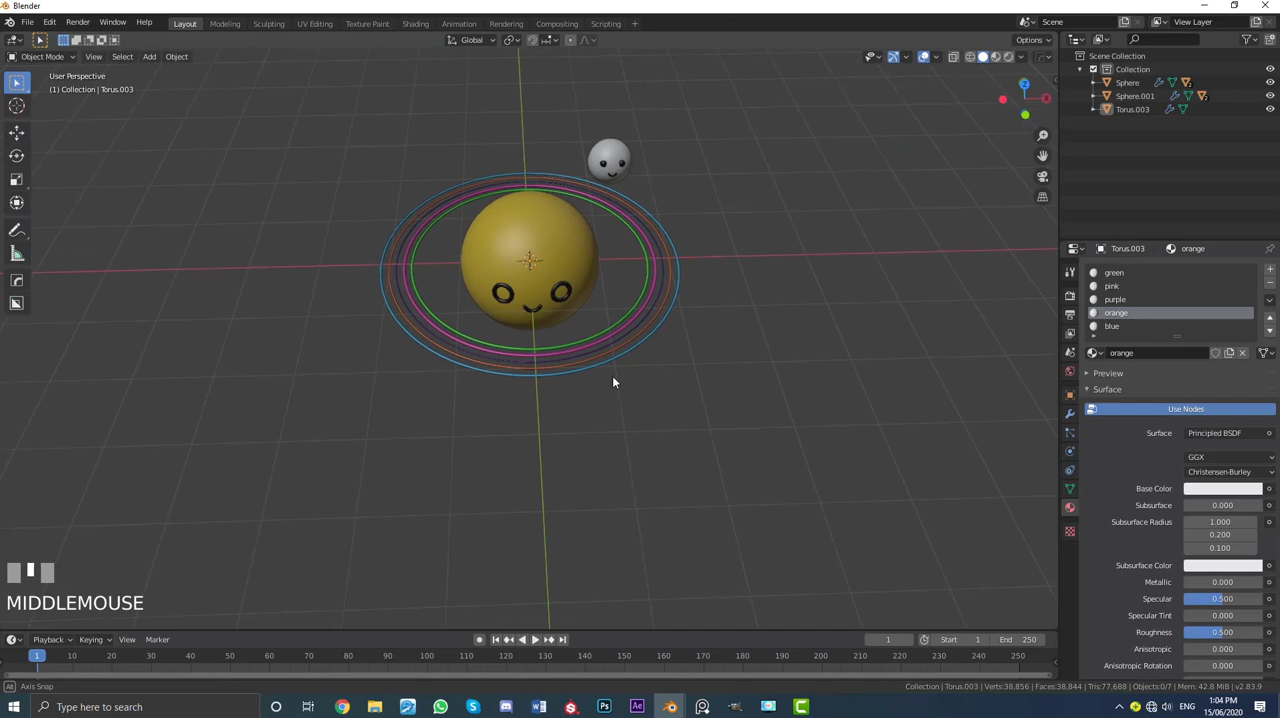 Blender
File Edit Render Window Help
Layout Modeling Sculpting UV Editing Texture Paint Shading Animation Rendering Compositing Scripting +
Scene
View Layer
Global
Options
Object Mode View Select Add Object
User Perspective
(1) Collection | Torus.003
Z
Scene Collection
Collection
Sphere
Sphere.001
Torus.003
Torus.003 orange
green
pink
purple
orange
blue
orange
Preview
Surface
Use Nodes
Surface Principled BSDF
GGX
Christensen-Burley
Base Color
Subsurface 0.000
Subsurface Radius 1.000
0.200
0.100
Subsurface Color
Metallic 0.000
Specular 0.500
Specular Tint 0.000
Roughness 0.500
Anisotropic 0.000
Anisotropic Rotation 0.000
MIDDLEMOUSE
Playback Keying View Marker
1 Start 1 End 250
1 10 20 30 40 50 60 70 80 90 100 110 120 130 140 150 160 170 180 190 200 210 220 230 240 250
Alt Axis Snap
Collection | Torus.003 | Verts:38,856 | Faces:38,844 | Tris:77,688 | Objects:0/7 | Mem: 42.8 MiB | v2.83.9
Type here to search
1:04 PM
15/06/2020